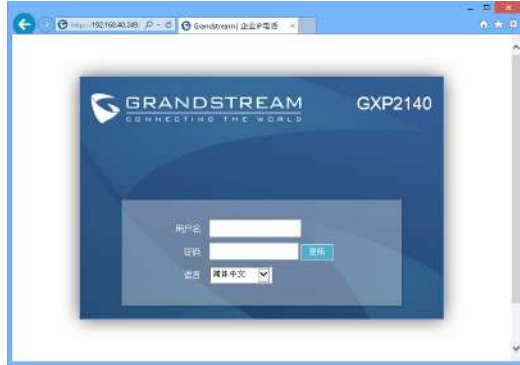 http://192.168.40.249/
Grandstream | 企业IP电话
GRANDSTREAM
CONNECTING THE WORLD
GXP2140
用户名
密码
登陆
语言
简体中文